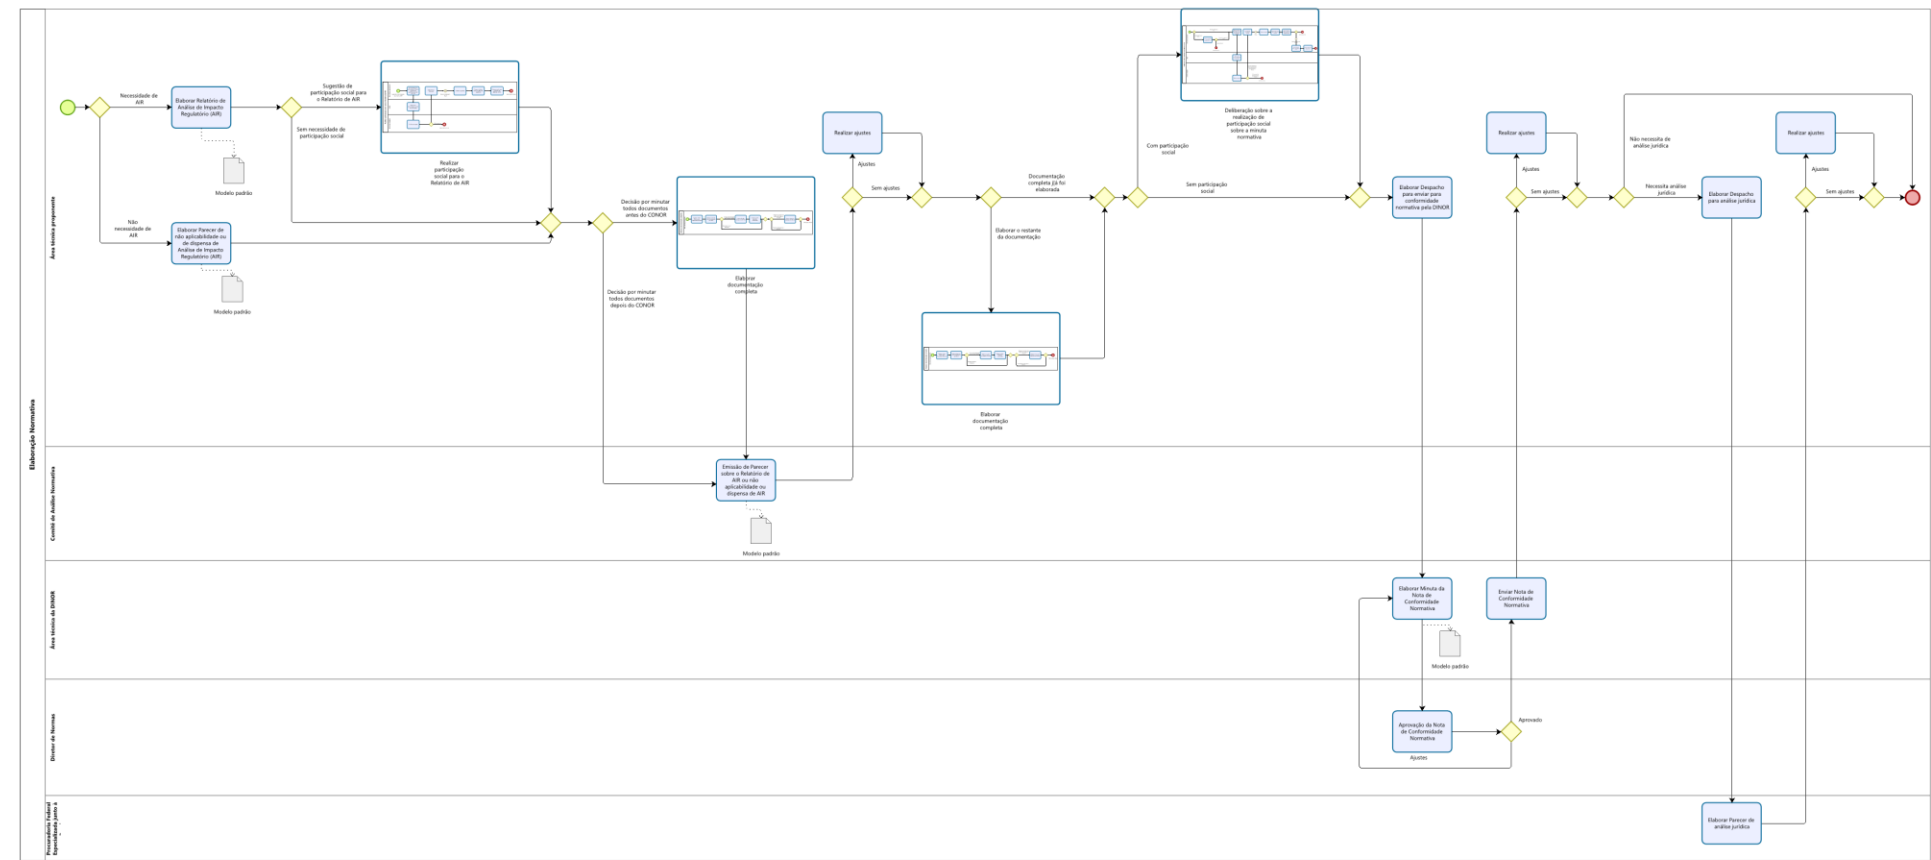 Elaboração Normativa
Área técnica proponente
Necessidade de
AIR
Elaborar Relatório de
Análise de Impacto
Regulatório (AIR)
Modelo padrão
Não
necessidade de
AIR
Elaborar Parecer de
não aplicabilidade ou
de dispensa de
Análise de Impacto
Regulatório (AIR)
Modelo padrão
Sugestão de
participação social para
o Relatório de AIR
Sem necessidade de
participação social
Realizar
participação
social para o
Relatório de AIR
Decisão por minutar
todos documentos
antes do CONOR
Decisão por minutar
todos documentos
depois do CONOR
Elaborar
documentação
completa
Realizar ajustes
Ajustes
Sem ajustes
Documentação
completa já foi
elaborada
Elaborar o restante
da documentação
Elaborar
documentação
completa
Com participação
social
Sem participação
social
Deliberação sobre a
realização de
participação social
sobre a minuta
normativa
Elaborar Despacho
para enviar para
conformidade
normativa pela DINOR
Realizar ajustes
Ajustes
Sem ajustes
Não necessita de
análise jurídica
Necessita análise
jurídica
Elaborar Despacho
para análise jurídica
Realizar ajustes
Ajustes
Sem ajustes
Comitê de Análise Normativa
Emissão de Parecer
sobre o Relatório de
AIR ou não
aplicabilidade ou
dispensa de AIR
Modelo padrão
Área técnica da DINOR
Elaborar Minuta da
Nota de
Conformidade
Normativa
Modelo padrão
Enviar Nota de
Conformidade
Normativa
Diretor de Normas
Aprovação da Nota
de Conformidade
Normativa
Aprovado
Ajustes
Procuradoria Federal
Especializada junto à
Elaborar Parecer de
análise jurídica